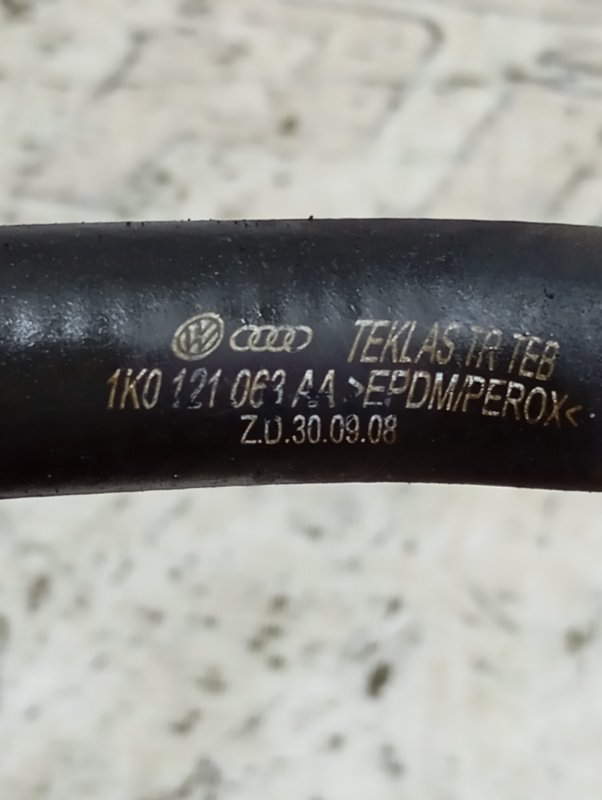 TEKLAS TR TEB
1K0 121 063 AA >EPDM/PEROX<
Z.D.30.09.08